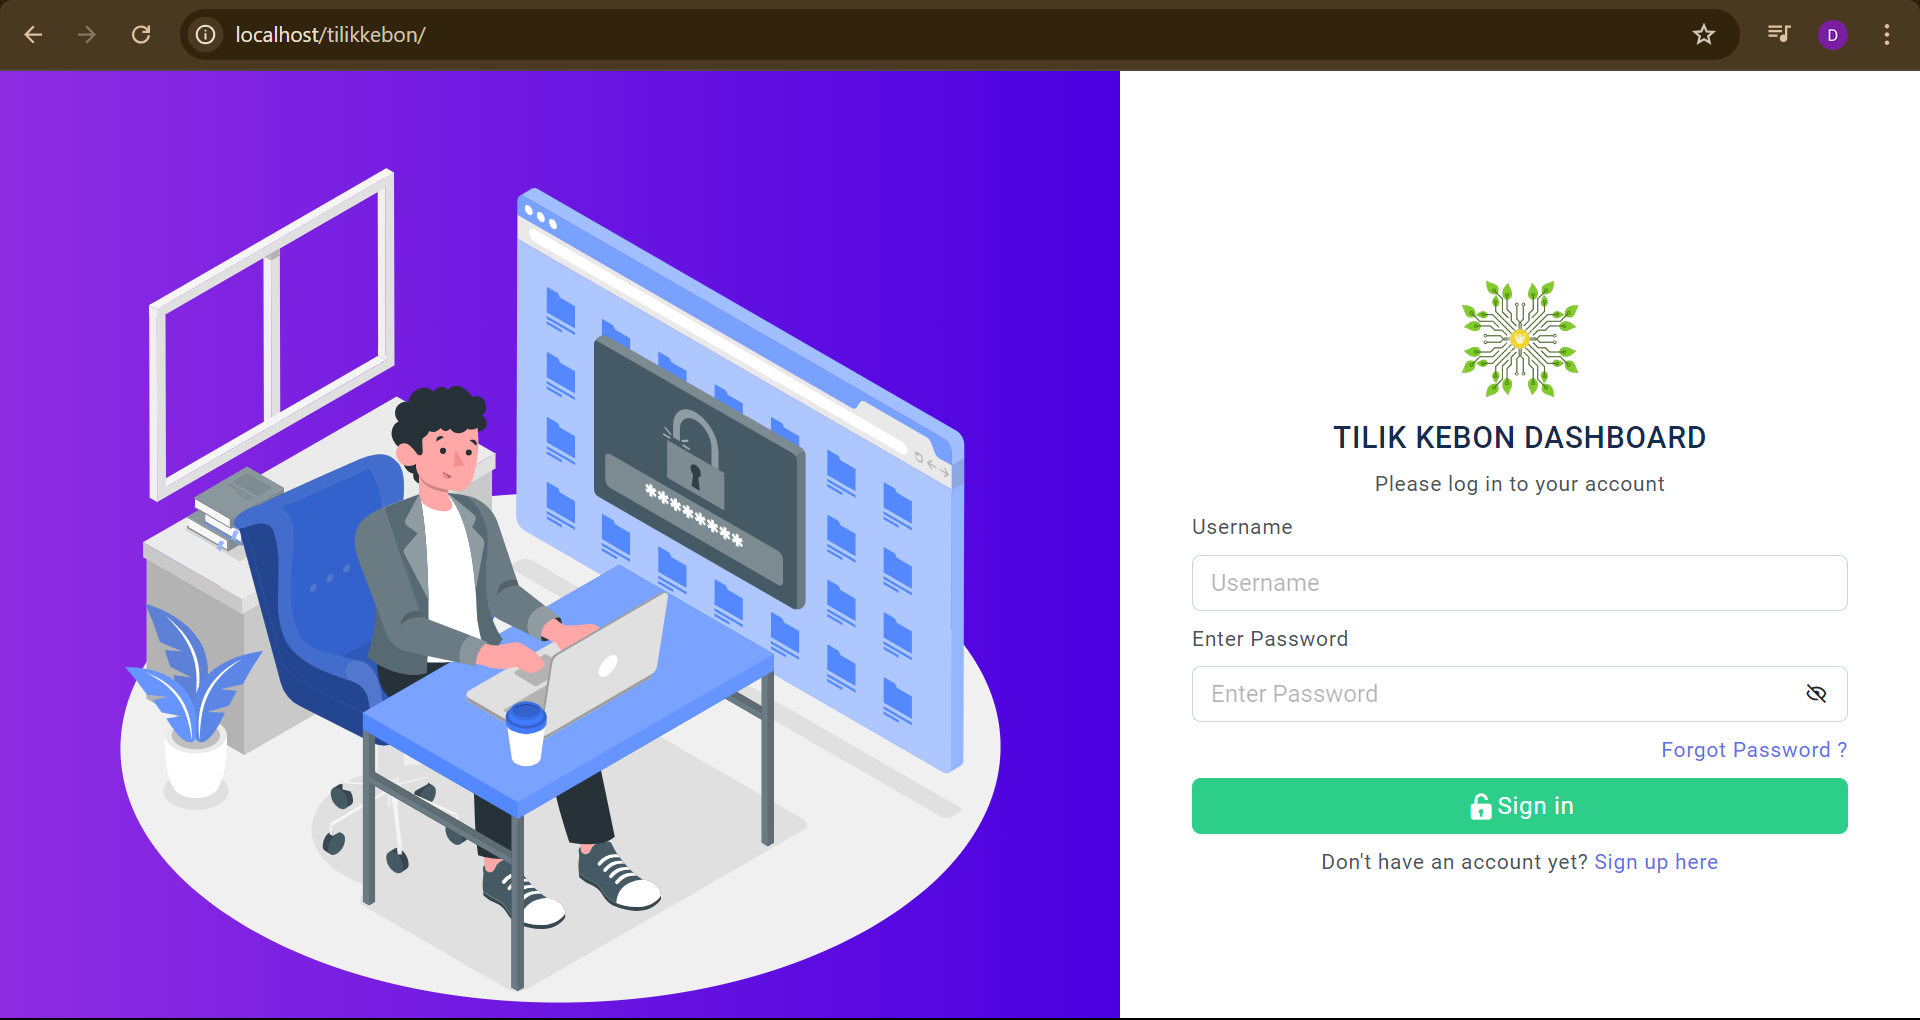 localhost/tilikkebon/
D
********
TILIK KEBON DASHBOARD
Please log in to your account
Username
Username
Enter Password
Enter Password
Forgot Password ?
Sign in
Don't have an account yet? Sign up here